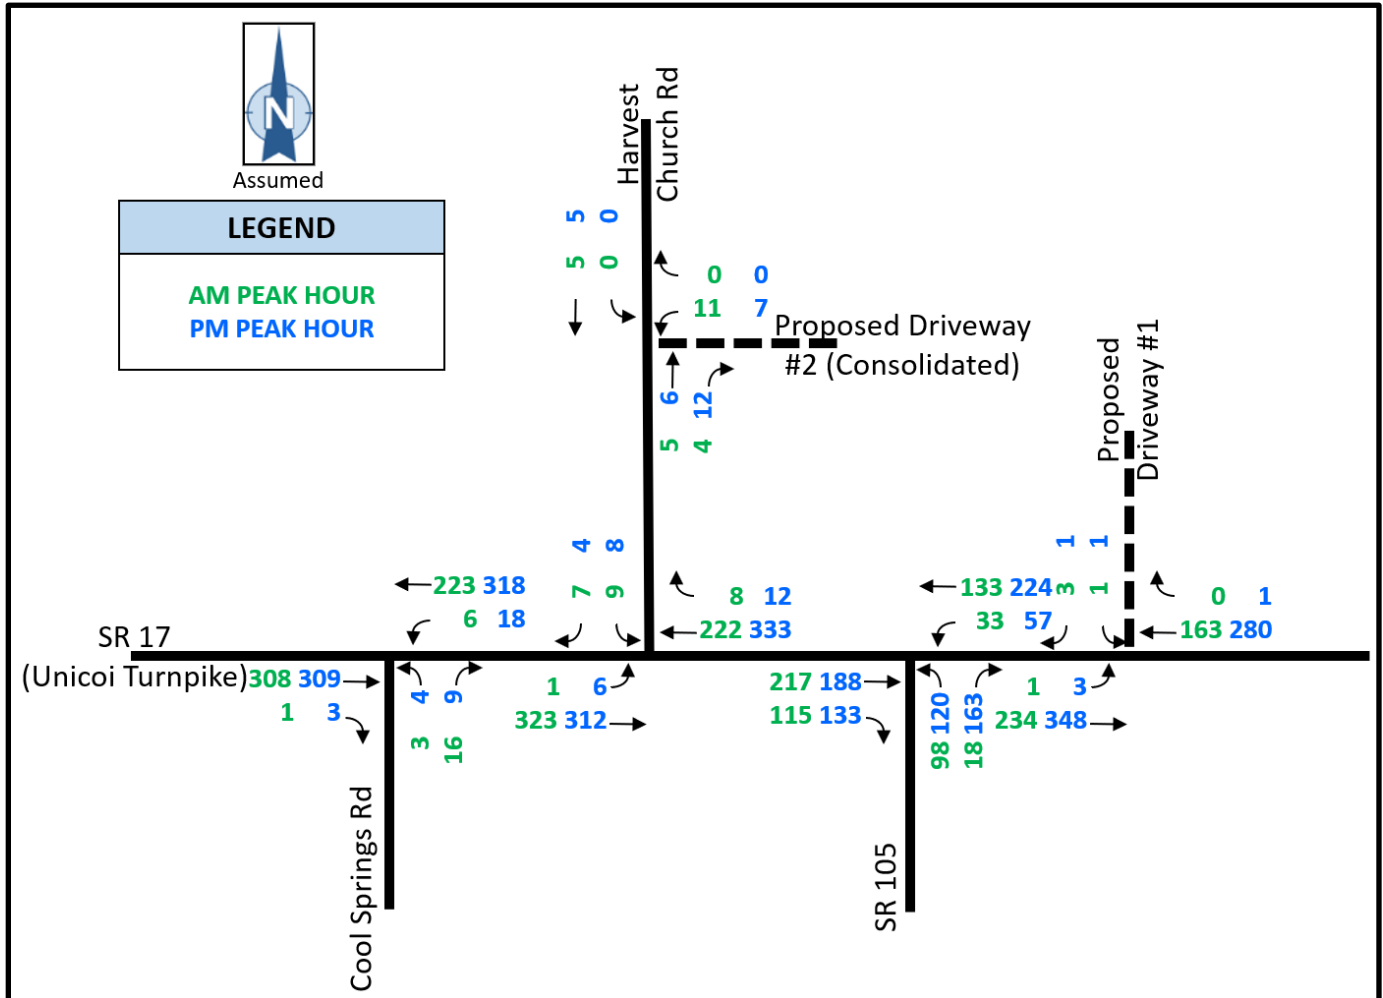 N
Assumed
LEGEND
AM PEAK HOUR
PM PEAK HOUR
Harvest
Church Rd
5 0
5 0
0 0
11 7
Proposed Driveway
#2 (Consolidated)
6 12
5 4
Proposed
Driveway #1
4 8
7 9
223 318
6 18
8 12
222 333
1 1
3 1
133 224
33 57
0 1
163 280
SR 17
(Unicoi Turnpike)
308 309
1 3
4 9
3 16
1 6
323 312
217 188
115 133
120 163
98 18
1 3
234 348
Cool Springs Rd
SR 105